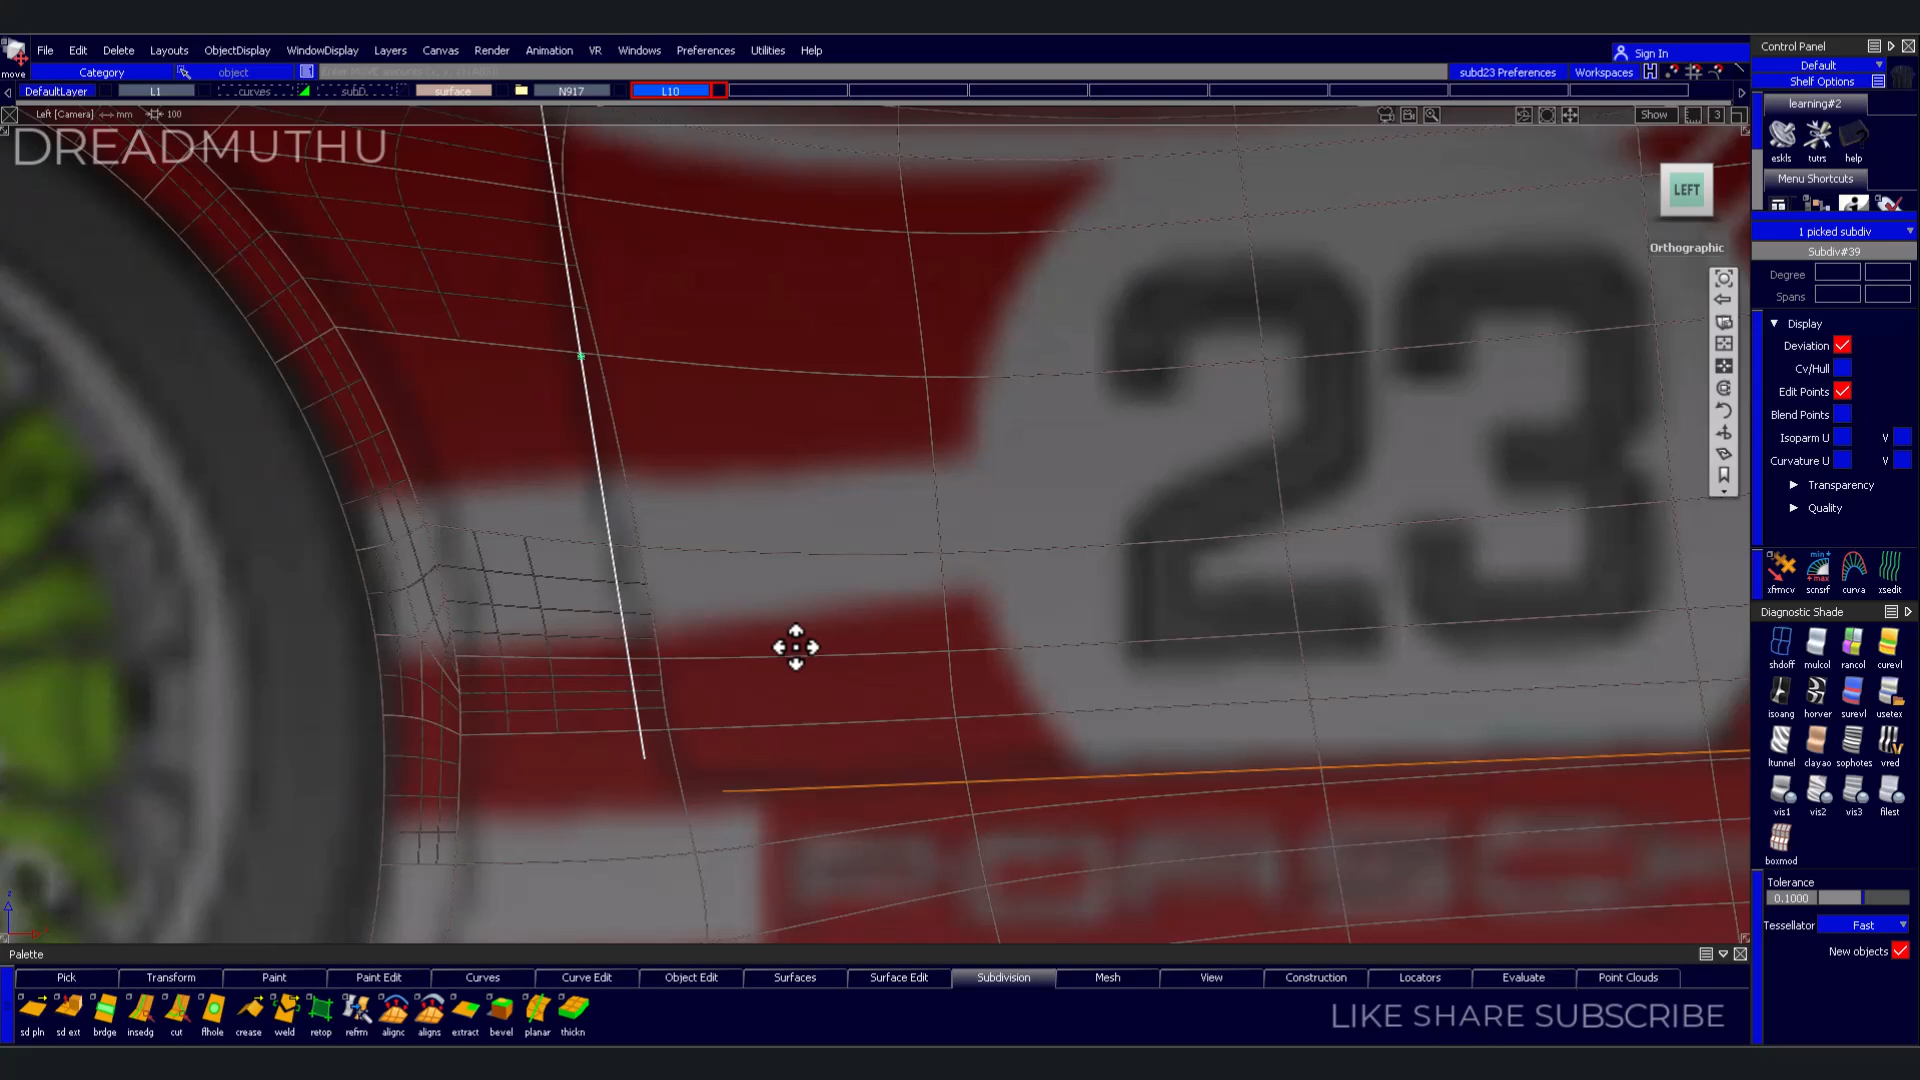 File Edit Delete Layouts ObjectDisplay WindowDisplay Layers Canvas Render Animation VR Windows Preferences Utilities Help
Sign In
Control Panel
move
Category
object
subd23 Preferences
Workspaces
Default
Shelf Options
DefaultLayer
L1
curves
subD
surface
N917
L10
Left [Camera] mm 100
Show
3
learning#2
DREADMUTHU
eskls tutrs help
Menu Shortcuts
LEFT
Orthographic
1 picked subdiv
Subdiv#39
Degree
Spans
Display
Deviation
Cv/Hull
Edit Points
Blend Points
Isoparm U V
Curvature U V
Transparency
Quality
23
min+
+max
xfrmcv scnsrf curva xsedit
Diagnostic Shade
shdoff mulcol rancol curevl
isoang horver surevl usetex
ltunnel clayao sophotes vred
vis1 vis2 vis3 filest
boxmod
Tolerance
0.1000
Tessellator Fast
New objects
Palette
Pick Transform Paint Paint Edit Curves Curve Edit Object Edit Surfaces Surface Edit Subdivision Mesh View Construction Locators Evaluate Point Clouds
sd pln sd ext brdge insedg cut flhole crease weld retop refrm alignc aligns extract bevel planar thickn
LIKE SHARE SUBSCRIBE